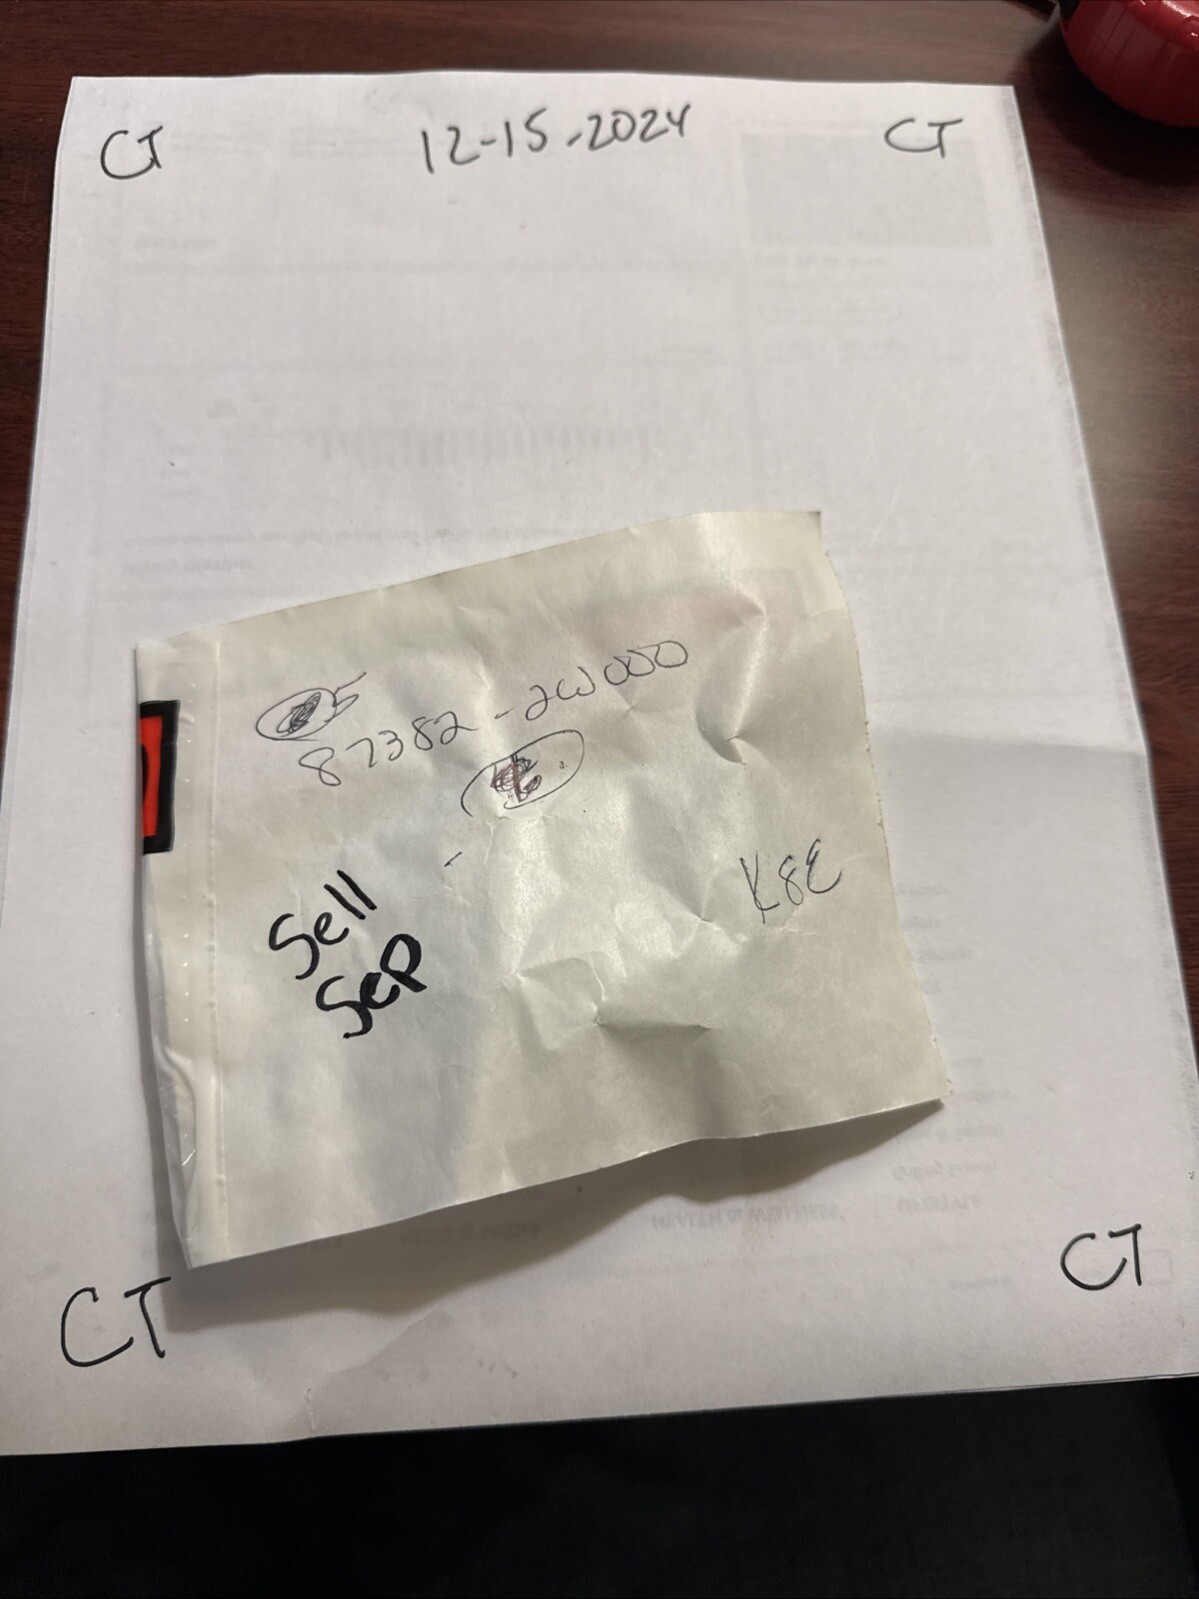 CT 12-15-2024 CT
5
87382-2W000
K8E
Sell
Sep
CT CT